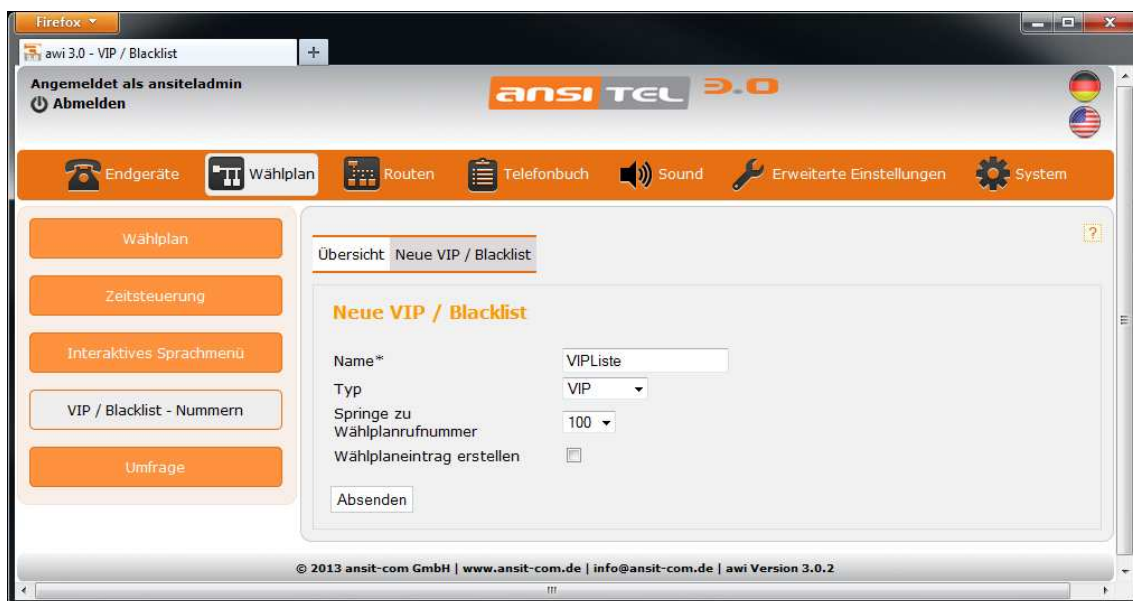 Firefox
awi 3.0 - VIP / Blacklist
Angemeldet als ansiteladmin
Abmelden
ansi TEL 3.0
Endgeräte Wählplan Routen Telefonbuch Sound Erweiterte Einstellungen System
Wählplan
Zeitsteuerung
Interaktives Sprachmenü
VIP / Blacklist - Nummern
Umfrage
?
Übersicht Neue VIP / Blacklist
Neue VIP / Blacklist
Name* VIPListe
Typ VIP
Springe zu
Wählplanrufnummer 100
Wählplaneintrag erstellen
Absenden
© 2013 ansit-com GmbH | www.ansit-com.de | info@ansit-com.de | awi Version 3.0.2